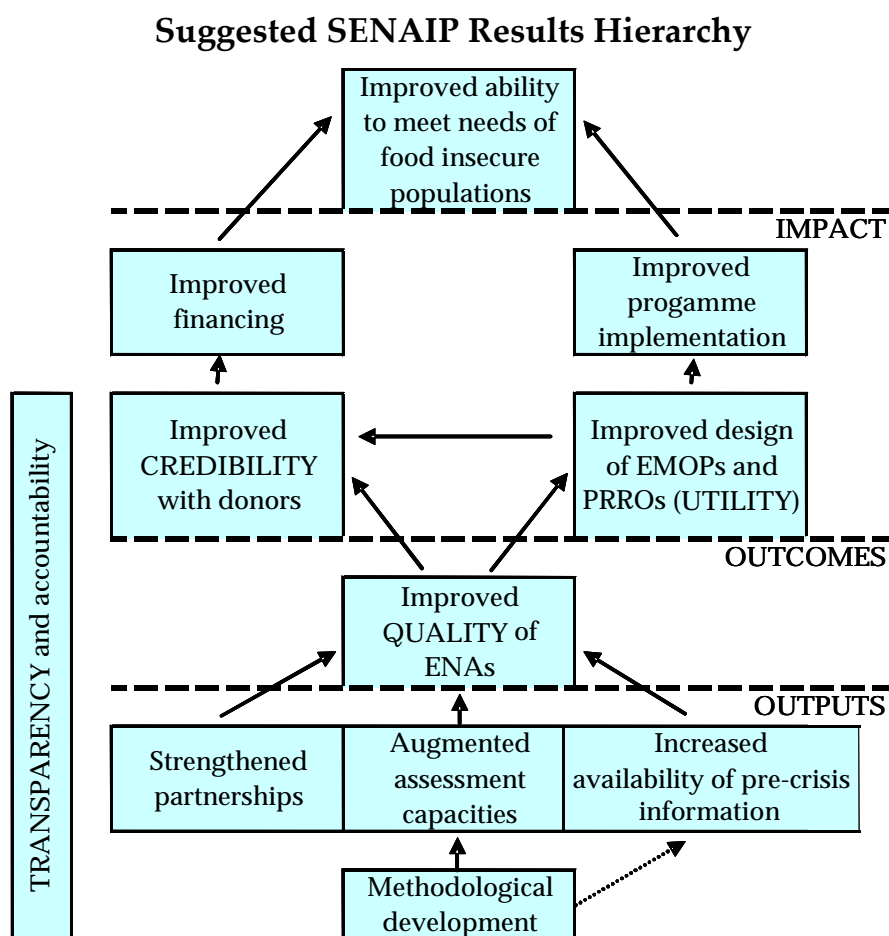 Suggested SENAIP Results Hierarchy
Improved ability
to meet needs of
food insecure
populations
IMPACT
Improved
financing
Improved
progamme
implementation
TRANSPARENCY and accountability
Improved
CREDIBILITY
with donors
Improved design
of EMOPs and
PRROs (UTILITY)
OUTCOMES
Improved
QUALITY of
ENAs
OUTPUTS
Strengthened
partnerships
Augmented
assessment
capacities
Increased
availability of pre-crisis
information
Methodological
development